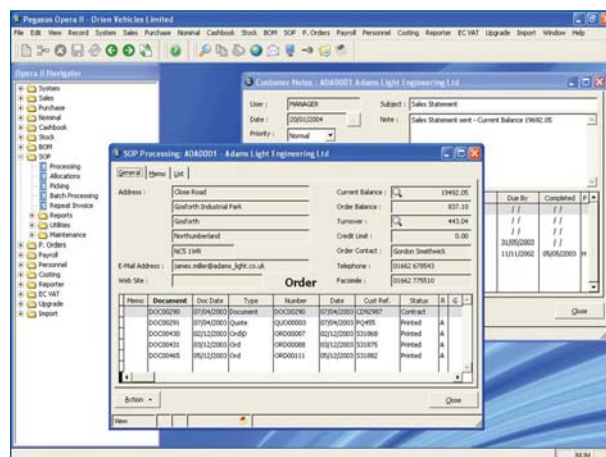 Pegasus Opera II - Orion Vehicles Limited
File Edit View Record System Sales Purchase Nominal Cashbook Stock BOM SOP P. Orders Payroll Personnel Costing Reporter EC VAT Upgrade Import Window Help
Opera II Navigator
System
Sales
Purchase
Nominal
Cashbook
Stock
BOM
SOP
Processing
Allocations
Picking
Batch Processing
Repeat Invoice
Reports
Utilities
Maintenance
P. Orders
Payroll
Personnel
Costing
Reporter
EC VAT
Upgrade
Import
Customer Notes : ADA0001 Adams Light Engineering Ltd
User : MANAGER Subject : Sales Statement
Date : 20/01/2004 Note : Sales Statement sent - Current Balance 19692.05
Priority : Normal
Due By Completed P
/ / / /
/ / / /
31/05/2003 / /
11/11/2002 05/05/2003 H
Close
SOP Processing: ADA0001 - Adams Light Engineering Ltd
General Memo List
Address : Close Road Current Balance : 19492.05
Gosforth Industrial Park Order Balance : 837.10
Gosforth Turnover : 443.04
Northumberland Credit Limit : 0.00
NC5 1WR Order Contact : Gordon Smethwick
E-Mail Address : james.miller@adams_light.co.uk Telephone : 01662 678543
Web Site : Facsimile : 01662 775510
Order
Memo Document Doc Date Type Number Date Cust Ref. Status R G
DOC00290 07/04/2003 Document DOC00290 07/04/2003 CD92987 Contract
DOC00291 07/04/2003 Quote QUO00003 07/04/2003 PQ455 Printed A
DOC00430 02/12/2003 Ord\D ORD00087 02/12/2003 S31868 Printed A
DOC00431 03/12/2003 Ord ORD00088 03/12/2003 S31875 Printed A
DOC00465 05/12/2003 Ord ORD00111 05/12/2003 S31882 Printed A
Action Close
View
NUM